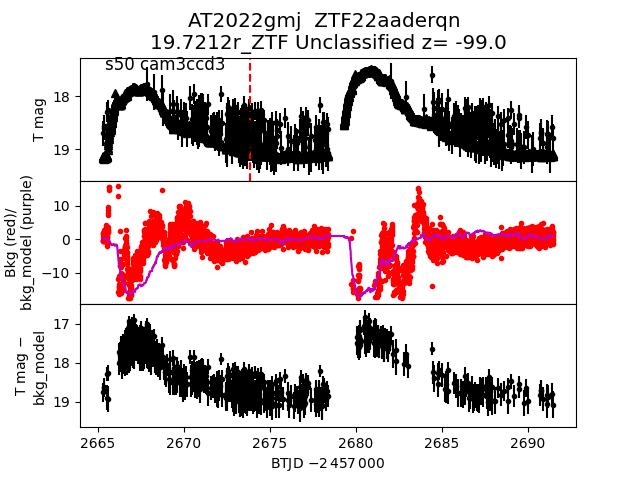 AT2022gmj  ZTF22aaderqn
19.7212r_ZTF Unclassified z= -99.0
s50 cam3ccd3
T mag
18
19
Bkg (red)/
bkg_model (purple)
10
0
−10
T mag −
bkg_model
17
18
19
2665
2670
2675
2680
2685
2690
BTJD −2 457 000